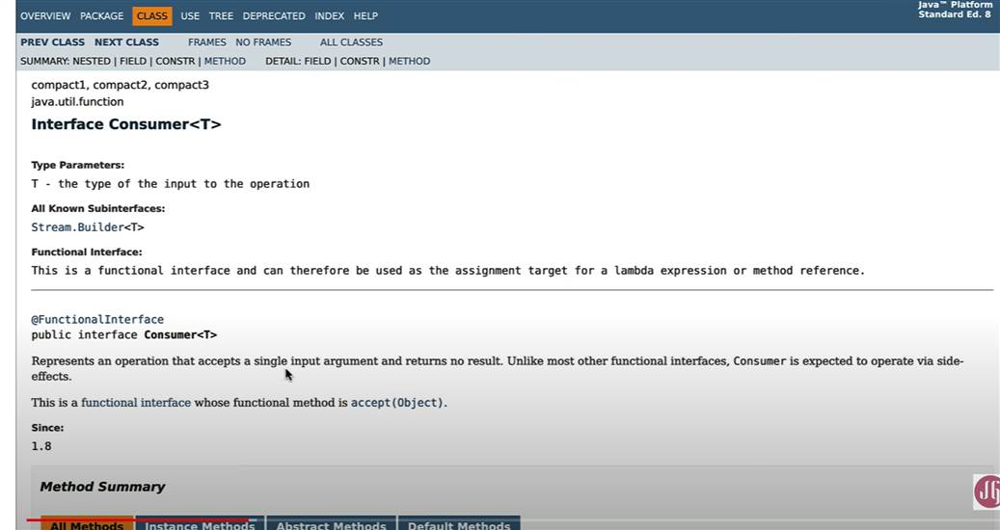 Java™ Platform
Standard Ed. 8
OVERVIEW PACKAGE CLASS USE TREE DEPRECATED INDEX HELP
PREV CLASS NEXT CLASS FRAMES NO FRAMES ALL CLASSES
SUMMARY: NESTED | FIELD | CONSTR | METHOD DETAIL: FIELD | CONSTR | METHOD
compact1, compact2, compact3
java.util.function
Interface Consumer<T>
Type Parameters:
T - the type of the input to the operation
All Known Subinterfaces:
Stream.Builder<T>
Functional Interface:
This is a functional interface and can therefore be used as the assignment target for a lambda expression or method reference.
@FunctionalInterface
public interface Consumer<T>
Represents an operation that accepts a single input argument and returns no result. Unlike most other functional interfaces, Consumer is expected to operate via side-
effects.
This is a functional interface whose functional method is accept(Object).
Since:
1.8
Method Summary
JG
All Methods Instance Methods Abstract Methods Default Methods